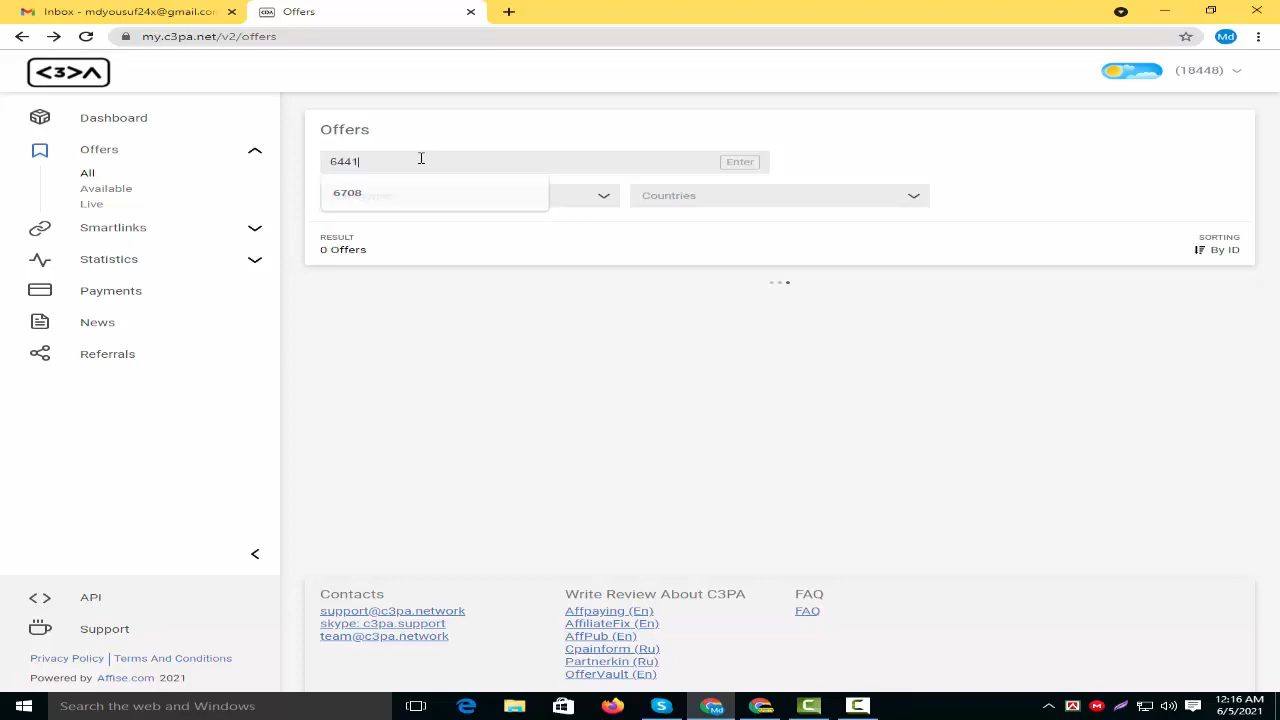 Inbox - mdyousuf24x@gmail.com
Offers
my.c3pa.net/v2/offers
Md
<3>Λ
(18448)
Dashboard
Offers
All
Available
Live
Smartlinks
Statistics
Payments
News
Referrals
Offers
6441
Enter
6708
Countries
RESULT
0 Offers
SORTING
By ID
API
Support
Privacy Policy | Terms And Conditions
Powered by Affise.com 2021
Contacts
support@c3pa.network
skype: c3pa.support
team@c3pa.network
Write Review About C3PA
Affpaying (En)
AffiliateFix (En)
AffPub (En)
Cpainform (Ru)
Partnerkin (Ru)
OfferVault (En)
FAQ
FAQ
Search the web and Windows
12:16 AM
6/5/2021